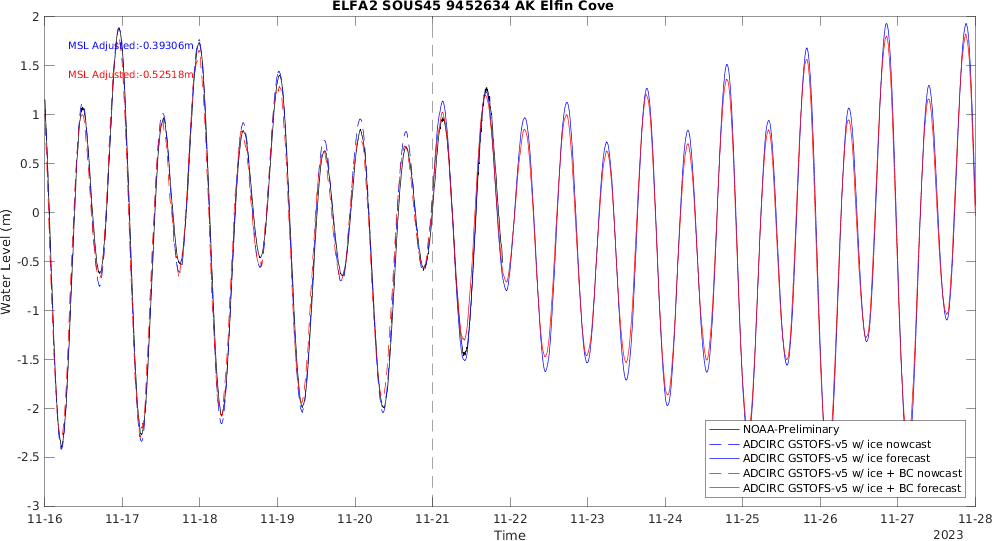 ELFA2 SOUS45 9452634 AK Elfin Cove
MSL Adjusted:-0.39306m
MSL Adjusted:-0.52518m
2
1.5
1
0.5
0
-0.5
-1
-1.5
-2
-2.5
-3
Water Level (m)
NOAA-Preliminary
ADCIRC GSTOFS-v5 w/ ice nowcast
ADCIRC GSTOFS-v5 w/ ice forecast
ADCIRC GSTOFS-v5 w/ ice + BC nowcast
ADCIRC GSTOFS-v5 w/ ice + BC forecast
11-16 11-17 11-18 11-19 11-20 11-21 11-22 11-23 11-24 11-25 11-26 11-27 11-28
Time
2023